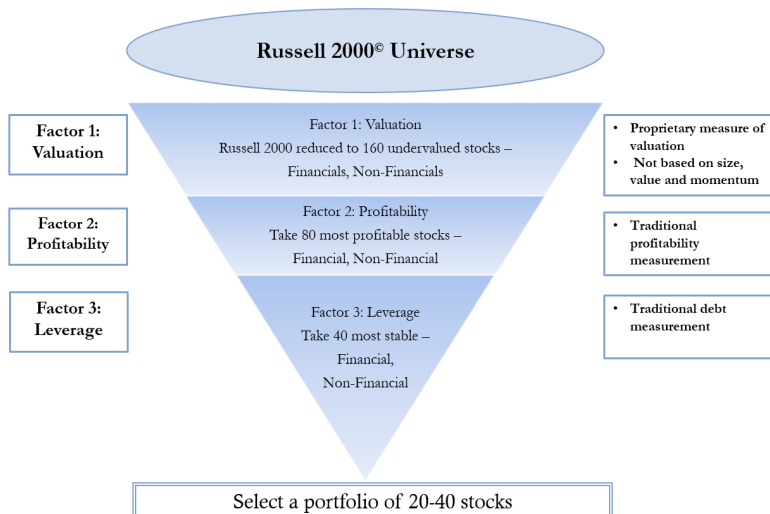 Russell 2000© Universe
Factor 1:
Valuation
Factor 1: Valuation
Russell 2000 reduced to 160 undervalued stocks –
Financials, Non-Financials
• Proprietary measure of
valuation
• Not based on size,
value and momentum
Factor 2:
Profitability
Factor 2: Profitability
Take 80 most profitable stocks –
Financial, Non-Financial
• Traditional
profitability
measurement
Factor 3:
Leverage
Factor 3: Leverage
Take 40 most stable –
Financial,
Non-Financial
• Traditional debt
measurement
Select a portfolio of 20-40 stocks